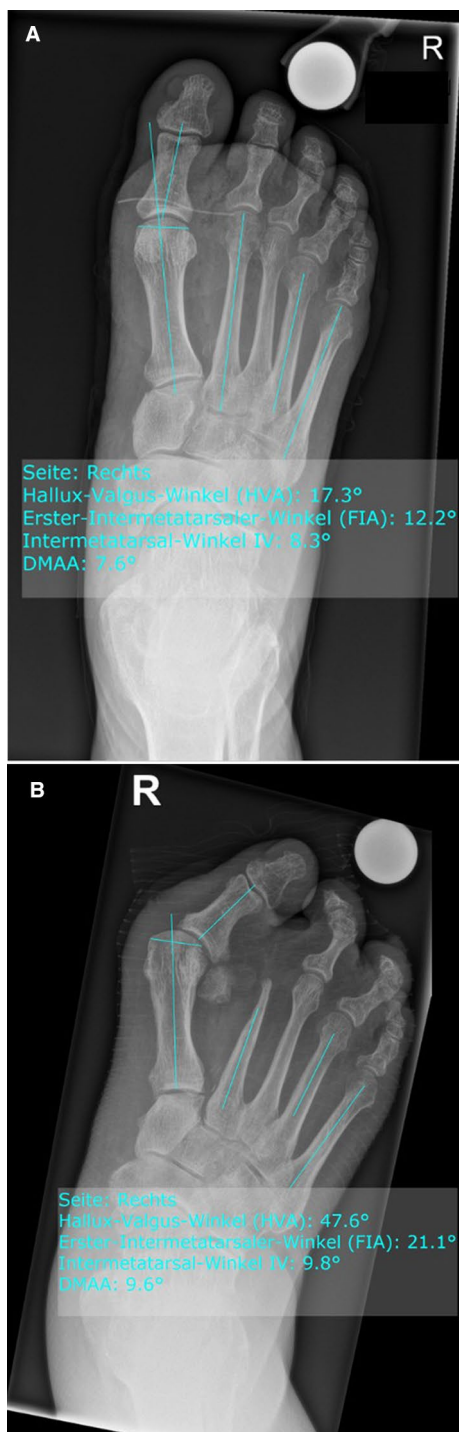 A
R
Seite: Rechts
Hallux-Valgus-Winkel (HVA): 17.3°
Erster-Intermetatarsaler-Winkel (FIA): 12.2°
Intermetatarsal-Winkel IV: 8.3°
DMAA: 7.6°
B
R
Seite: Rechts
Hallux-Valgus-Winkel (HVA): 47.6°
Erster-Intermetatarsaler-Winkel (FIA): 21.1°
Intermetatarsal-Winkel IV: 9.8°
DMAA: 9.6°